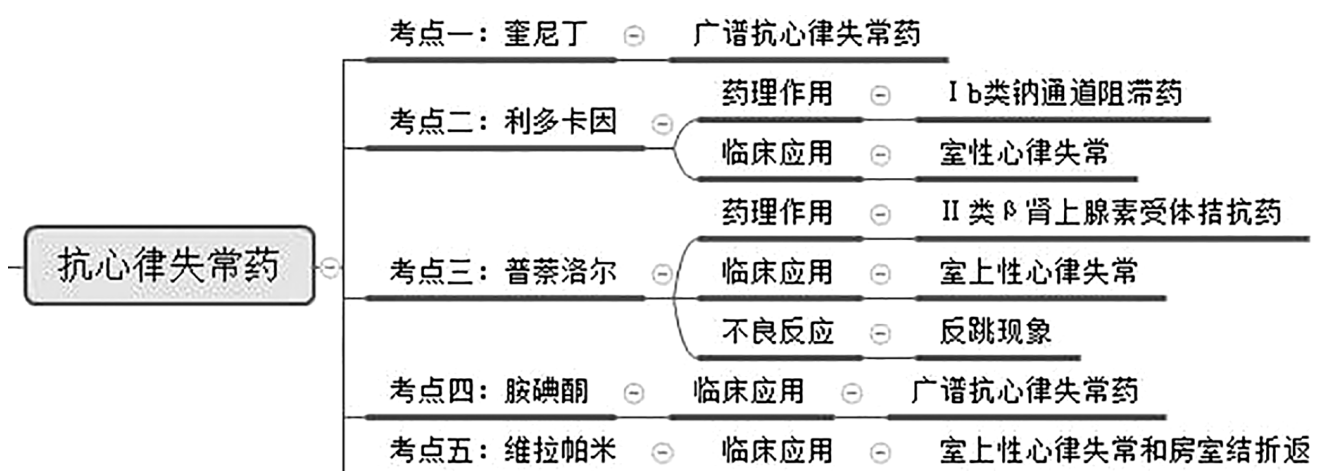 抗心律失常药
考点一：奎尼丁
广谱抗心律失常药
考点二：利多卡因
药理作用
Ⅰb类钠通道阻滞药
临床应用
室性心律失常
考点三：普萘洛尔
药理作用
II类β肾上腺素受体拮抗药
临床应用
室上性心律失常
不良反应
反跳现象
考点四：胺碘酮
临床应用
广谱抗心律失常药
考点五：维拉帕米
临床应用
室上性心律失常和房室结折返